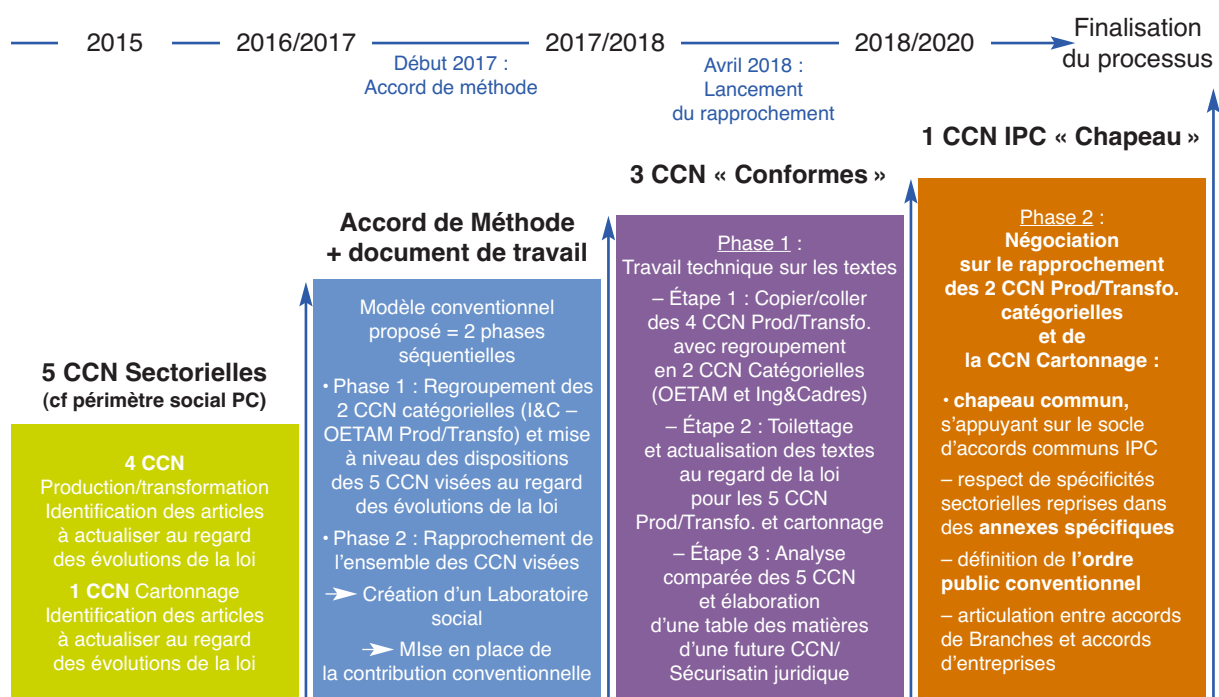 2015
2016/2017
2017/2018
2018/2020
Finalisation
du processus
Début 2017 :
Accord de méthode
Avril 2018 :
Lancement
du rapprochement
5 CCN Sectorielles
(cf périmètre social PC)
4 CCN
Production/transformation
Identification des articles
à actualiser au regard
des évolutions de la loi
1 CCN Cartonnage
Identification des articles
à actualiser au regard
des évolutions de la loi
Accord de Méthode
+ document de travail
Modèle conventionnel
proposé = 2 phases
séquentielles
• Phase 1 : Regroupement des
2 CCN catégorielles (I&C –
OETAM Prod/Transfo) et mise
à niveau des dispositions
des 5 CCN visées au regard
des évolutions de la loi
• Phase 2 : Rapprochement de
l'ensemble des CCN visées
Création d'un Laboratoire
social
MIse en place de
la contribution conventionnelle
3 CCN « Conformes »
Phase 1 :
Travail technique sur les textes
– Étape 1 : Copier/coller
des 4 CCN Prod/Transfo.
avec regroupement
en 2 CCN Catégorielles
(OETAM et Ing&Cadres)
– Étape 2 : Toilettage
et actualisation des textes
au regard de la loi
pour les 5 CCN
Prod/Transfo. et cartonnage
– Étape 3 : Analyse
comparée des 5 CCN
et élaboration
d'une table des matières
d'une future CCN/
Sécurisatin juridique
1 CCN IPC « Chapeau »
Phase 2 :
Négociation
sur le rapprochement
des 2 CCN Prod/Transfo.
catégorielles
et de
la CCN Cartonnage :
• chapeau commun,
s'appuyant sur le socle
d'accords communs IPC
– respect de spécificités
sectorielles reprises dans
des annexes spécifiques
– définition de l'ordre
public conventionnel
– articulation entre accords
de Branches et accords
d'entreprises